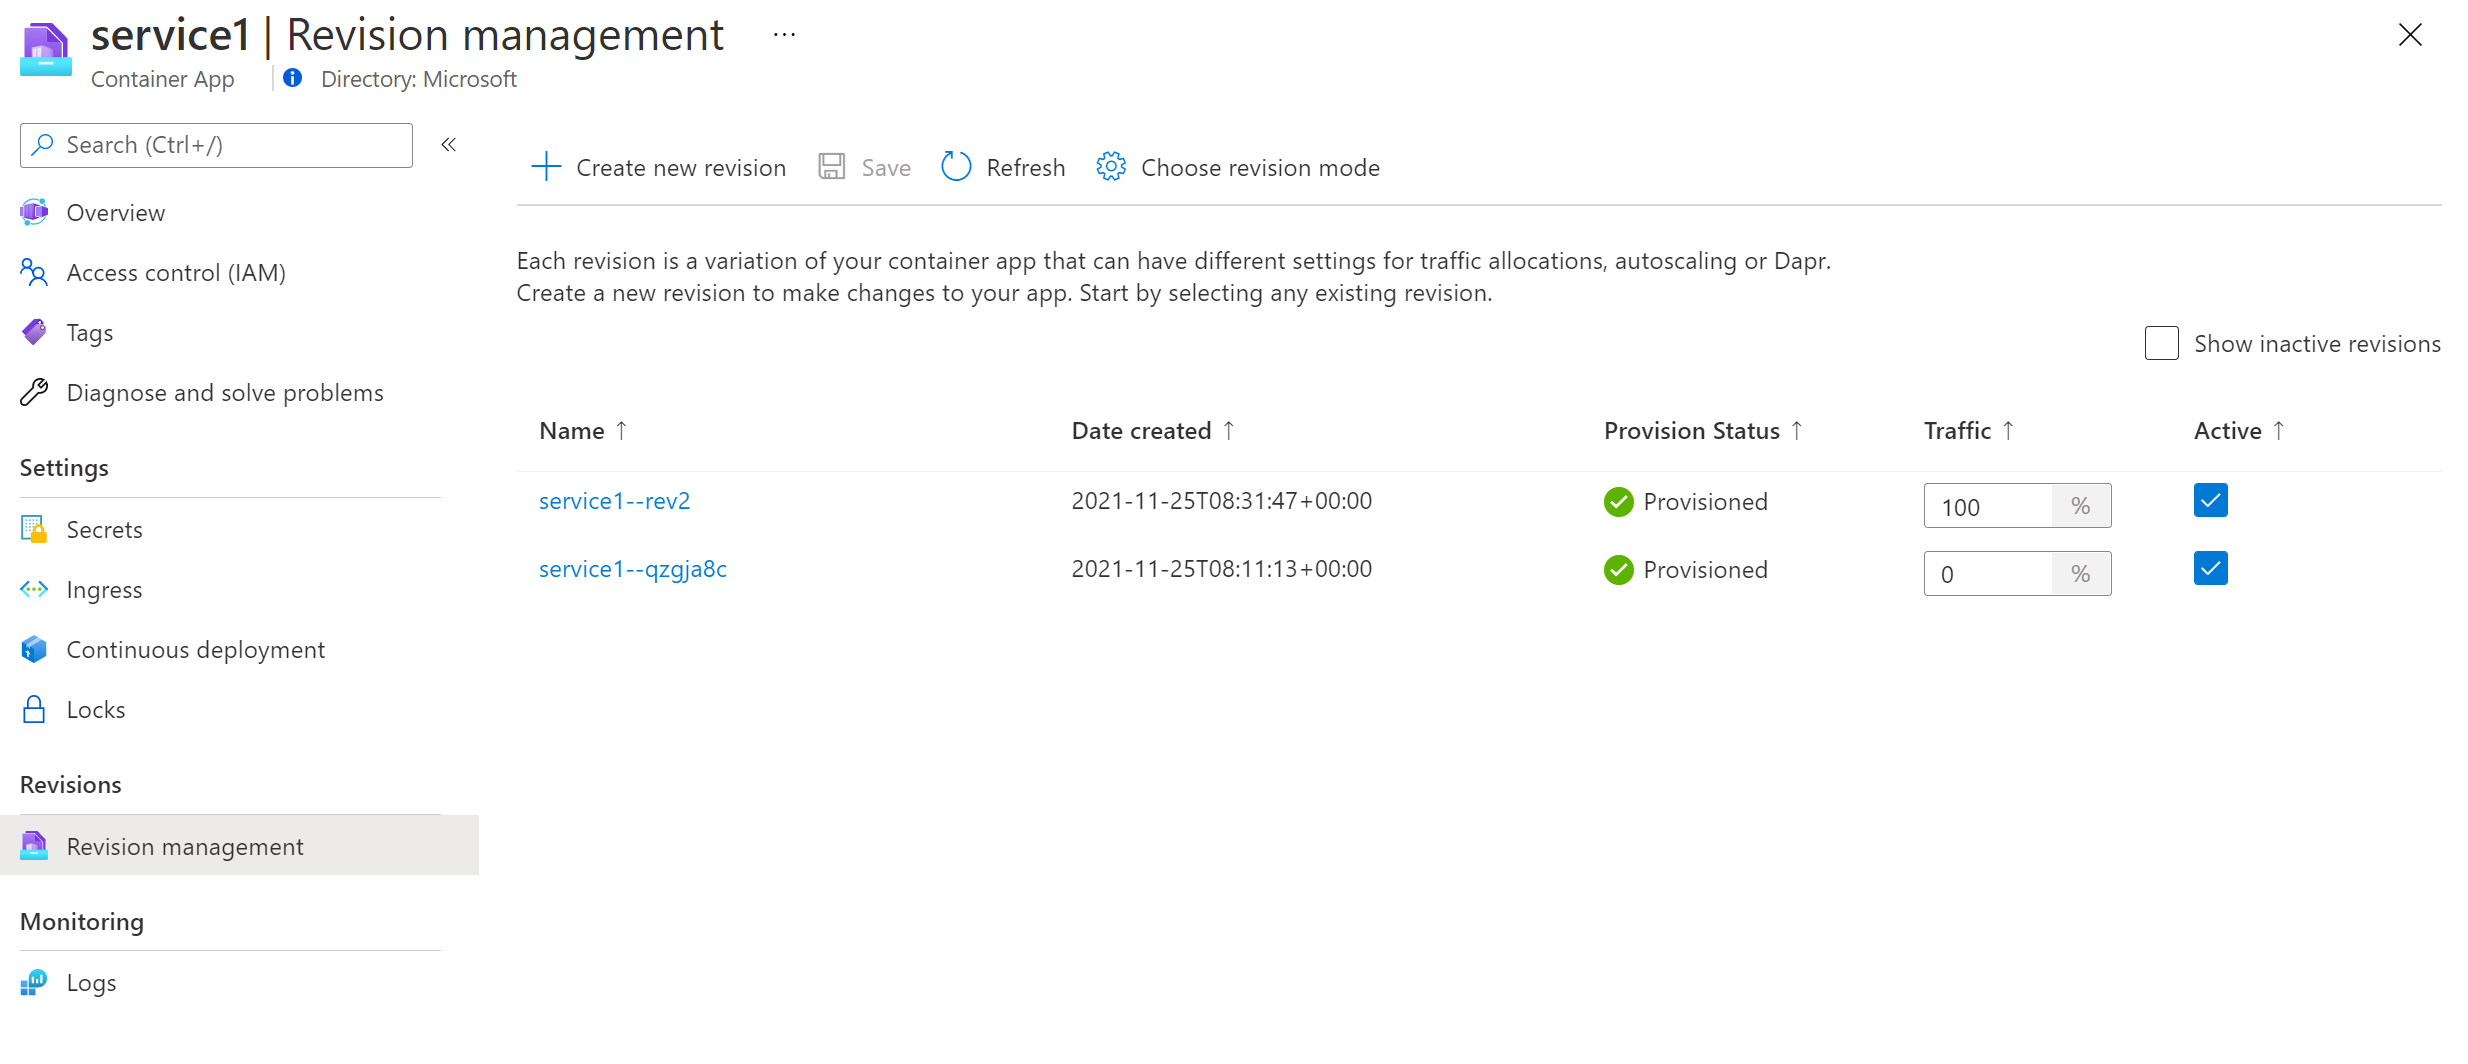 service1 | Revision management ...
Container App | Directory: Microsoft
Search (Ctrl+/) «
Overview
Access control (IAM)
Tags
Diagnose and solve problems
Settings
Secrets
Ingress
Continuous deployment
Locks
Revisions
Revision management
Monitoring
Logs
Create new revision Save Refresh Choose revision mode
Each revision is a variation of your container app that can have different settings for traffic allocations, autoscaling or Dapr.
Create a new revision to make changes to your app. Start by selecting any existing revision.
Show inactive revisions
Name ↑ Date created ↑ Provision Status ↑ Traffic ↑ Active ↑
service1--rev2 2021-11-25T08:31:47+00:00 Provisioned 100 %
service1--qzgja8c 2021-11-25T08:11:13+00:00 Provisioned 0 %